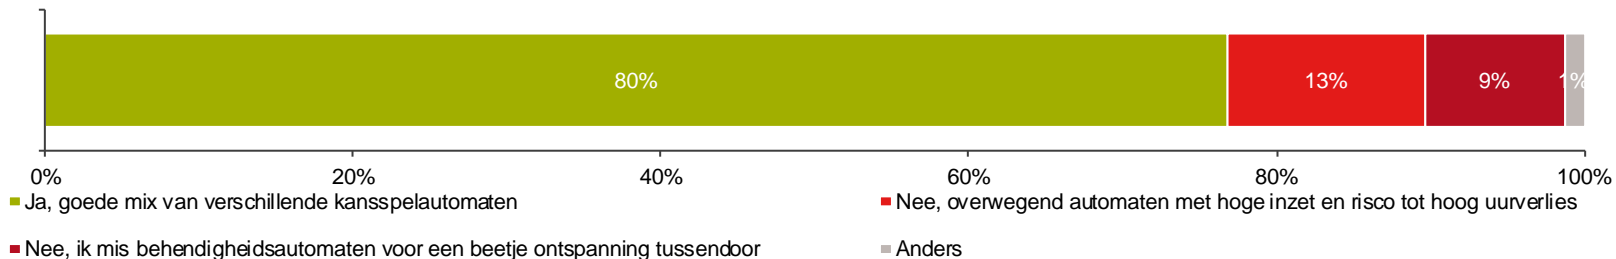 80% 13% 9% 1%
0% 20% 40% 60% 80% 100%
Ja, goede mix van verschillende kansspelautomaten
Nee, overwegend automaten met hoge inzet en risco tot hoog uurverlies
Nee, ik mis behendigheidsautomaten voor een beetje ontspanning tussendoor
Anders